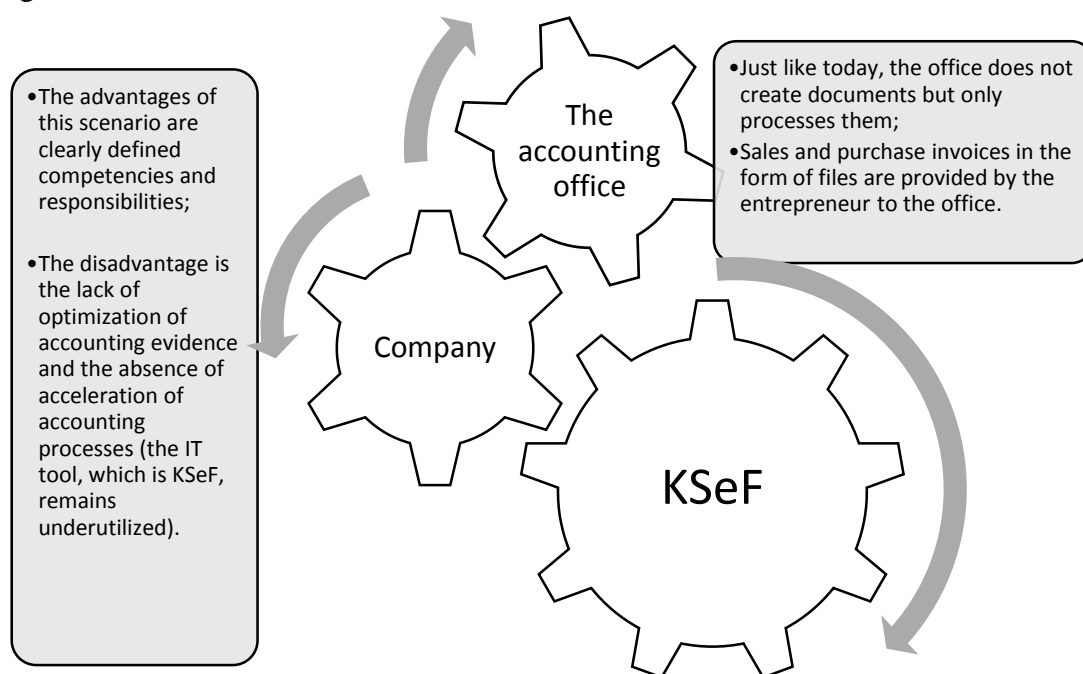 •The advantages of
this scenario are
clearly defined
competencies and
responsibilities;
•The disadvantage is
the lack of
optimization of
accounting evidence
and the absence of
acceleration of
accounting
processes (the IT
tool, which is KSeF,
remains
underutilized).
The
accounting
office
•Just like today, the office does not
create documents but only
processes them;
•Sales and purchase invoices in the
form of files are provided by the
entrepreneur to the office.
Company
KSeF